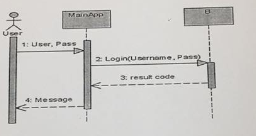 MainApp
User
1: User, Pass
2: Login(Username, Pass)
3: result code
4: Message